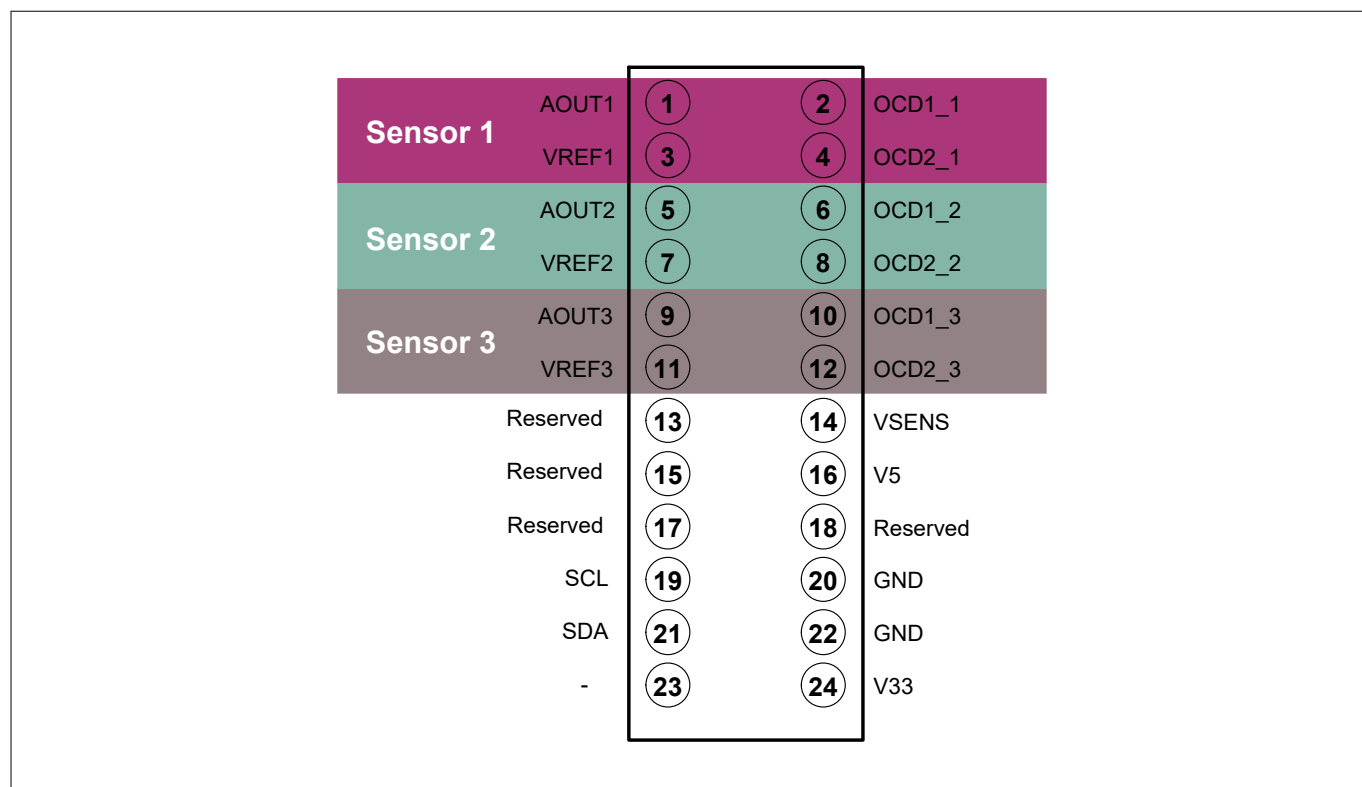 AOUT1 1 2 OCD1_1
Sensor 1
VREF1 3 4 OCD2_1
AOUT2 5 6 OCD1_2
Sensor 2
VREF2 7 8 OCD2_2
AOUT3 9 10 OCD1_3
Sensor 3
VREF3 11 12 OCD2_3
Reserved 13 14 VSENS
Reserved 15 16 V5
Reserved 17 18 Reserved
SCL 19 20 GND
SDA 21 22 GND
- 23 24 V33